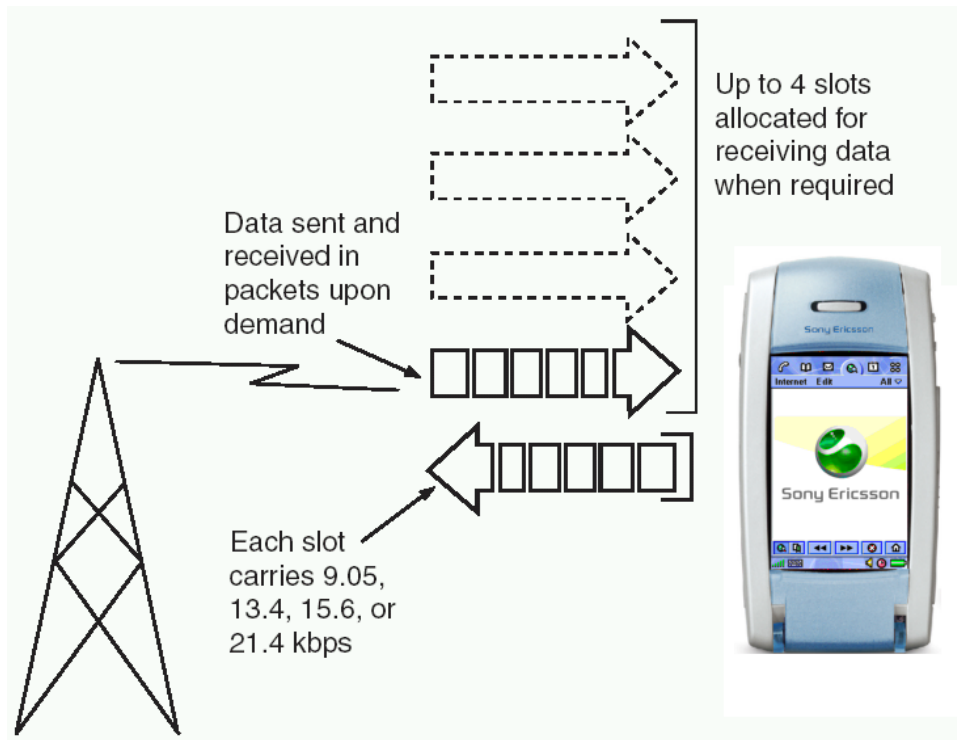 Up to 4 slots
allocated for
receiving data
when required
Data sent and
received in
packets upon
demand
Each slot
carries 9.05,
13.4, 15.6, or
21.4 kbps
Sony Ericsson
Internet Edit All
Sony Ericsson